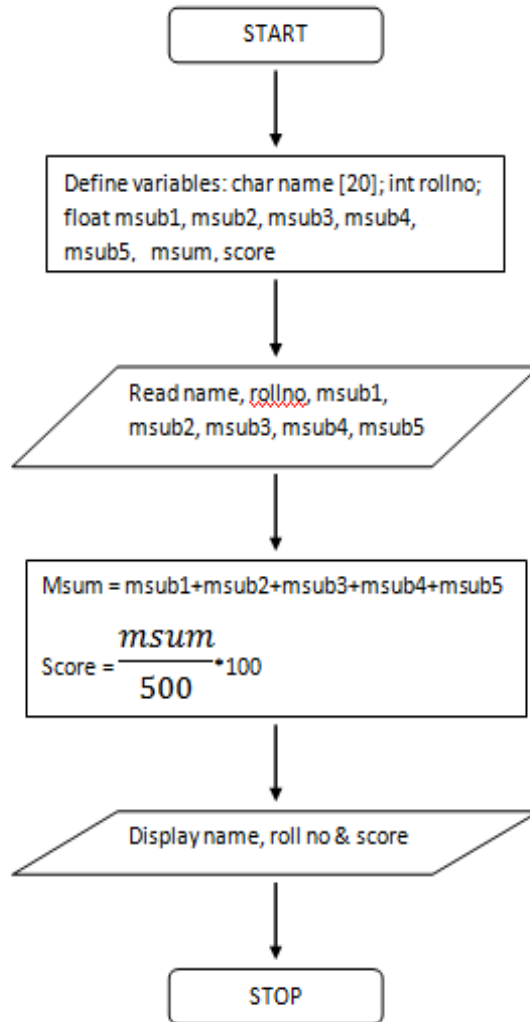 START
Define variables: char name [20]; int rollno;
float msub1, msub2, msub3, msub4,
msub5, msum, score
Read name, rollno, msub1,
msub2, msub3, msub4, msub5
Msum = msub1+msub2+msub3+msub4+msub5
Score = msum/500 *100
Display name, roll no & score
STOP